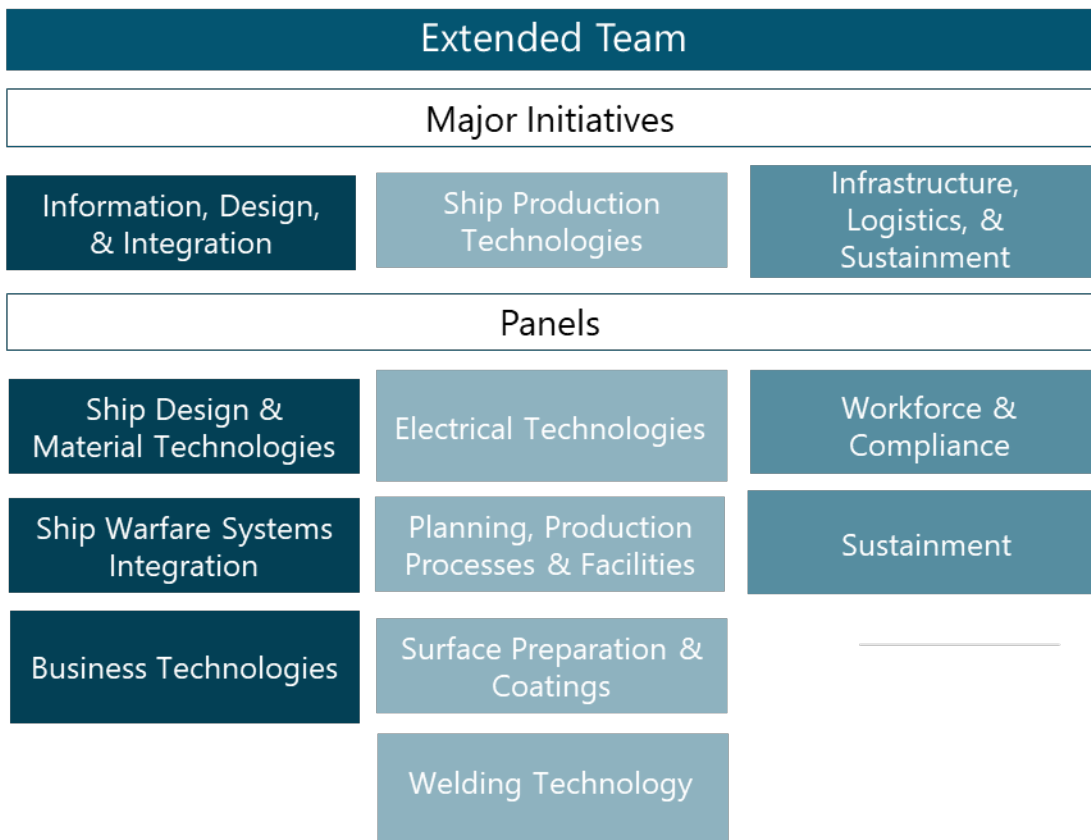 Extended Team
Major Initiatives
Information, Design,
& Integration
Ship Production
Technologies
Infrastructure,
Logistics, &
Sustainment
Panels
Ship Design &
Material Technologies
Electrical Technologies
Workforce &
Compliance
Ship Warfare Systems
Integration
Planning, Production
Processes & Facilities
Sustainment
Business Technologies
Surface Preparation &
Coatings
Welding Technology